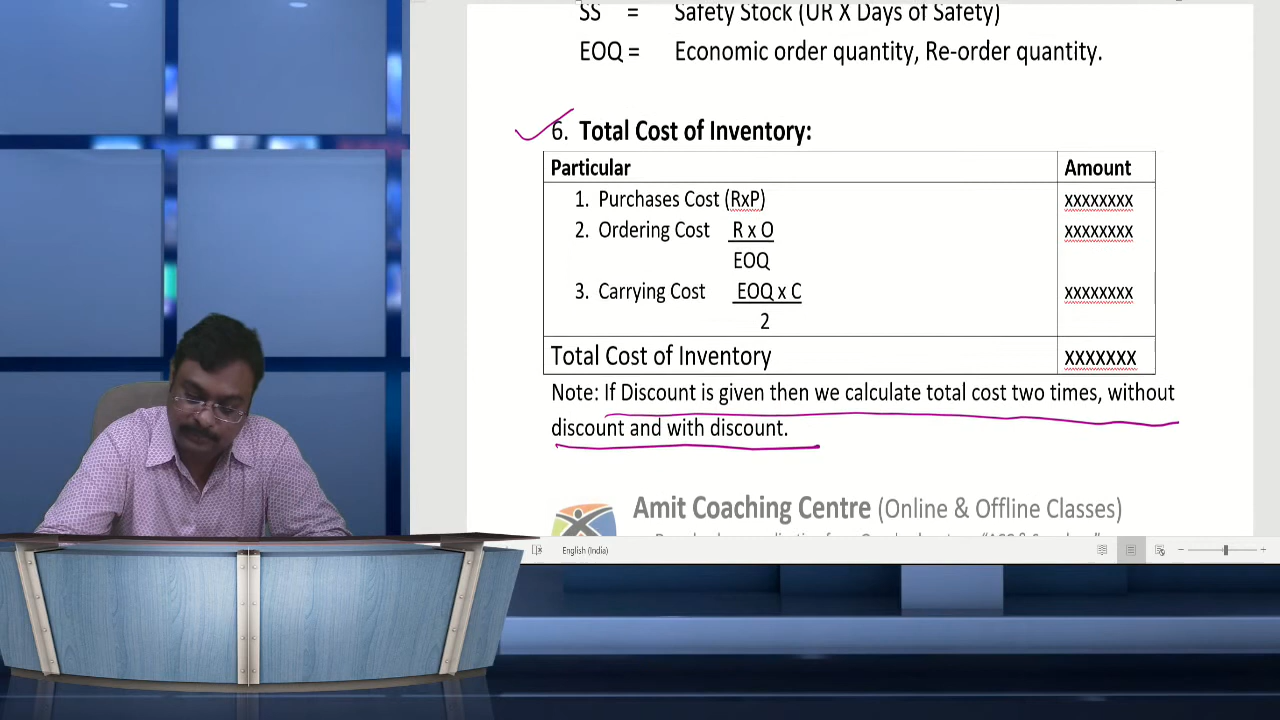 SS = Safety Stock (UR X Days of Safety)
EOQ = Economic order quantity, Re-order quantity.
6. Total Cost of Inventory:
Particular Amount
1. Purchases Cost (RxP) xxxxxxxx
2. Ordering Cost R x O xxxxxxxx
EOQ
3. Carrying Cost EOQ x C xxxxxxxx
2
Total Cost of Inventory xxxxxxx
Note: If Discount is given then we calculate total cost two times, without
discount and with discount.
Amit Coaching Centre (Online & Offline Classes)
English (India)